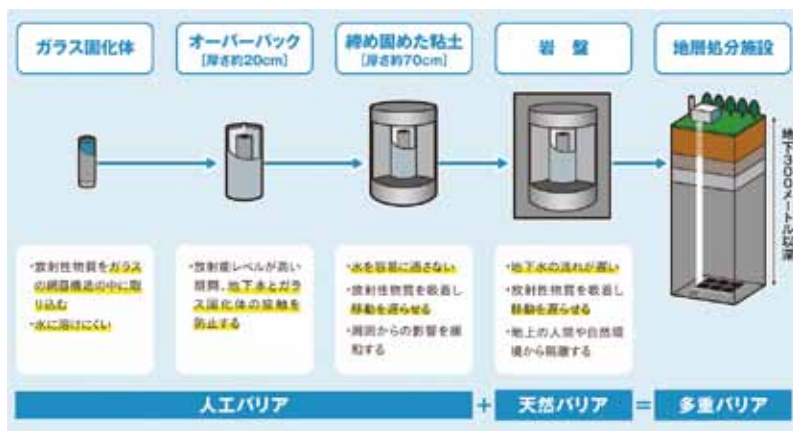 ガラス固化体
オーバーパック
[厚さ約20cm]
締め固めた粘土
[厚さ約70cm]
岩盤
地層処分施設
地下300メートル以深
・放射性物質をガラス
の網目構造の中に取
り込む
・水に溶けにくい
・放射能レベルが高い
期間、地下水とガラ
ス固化体の接触を
防止する
・水を容易に通さない
・放射性物質を吸着し
移動を遅らせる
・周囲からの影響を緩
和する
・地下水の流れが遅い
・放射性物質を吸着し
移動を遅らせる
・地上の人間や自然環
境から隔離する
人工バリア
+
天然バリア
=
多重バリア